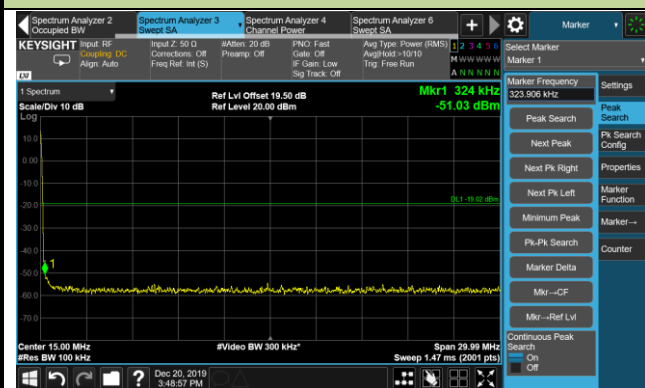 Spectrum Analyzer 2
Occupied BW
Spectrum Analyzer 3
Swept SA
Spectrum Analyzer 4
Channel Power
Spectrum Analyzer 6
Swept SA
+
Marker
KEYSIGHT
Input: RF
Coupling: DC
Align: Auto
Input Z: 50 Ω
Corrections: Off
Freq Ref: Int (S)
#Atten: 20 dB
Preamp: Off
PNO: Fast
Gate: Off
IF Gain: Low
Sig Track: Off
Avg Type: Power (RMS)
Avg|Hold:>10/10
Trig: Free Run
1 2 3 4 5 6
M W W W W W
A N N N N N
LXI
Select Marker
Marker 1
1 Spectrum
Scale/Div 10 dB
Log
Ref Lvl Offset 19.50 dB
Ref Level 20.00 dBm
Mkr1 324 kHz
-51.03 dBm
10.0
0.00
-10.0
-20.0
-30.0
-40.0
-50.0
-60.0
-70.0
DL1 -19.02 dBm
1
Center 15.00 MHz
#Res BW 100 kHz
#Video BW 300 kHz*
Span 29.99 MHz
Sweep 1.47 ms (2001 pts)
Marker Frequency
323.906 kHz
Peak Search
Next Peak
Next Pk Right
Next Pk Left
Minimum Peak
Pk-Pk Search
Marker Delta
Mkr→CF
Mkr→Ref Lvl
Continuous Peak
Search
On
Off
Settings
Peak
Search
Pk Search
Config
Properties
Marker
Function
Marker→
Counter
?
Dec 20, 2019
3:48:57 PM